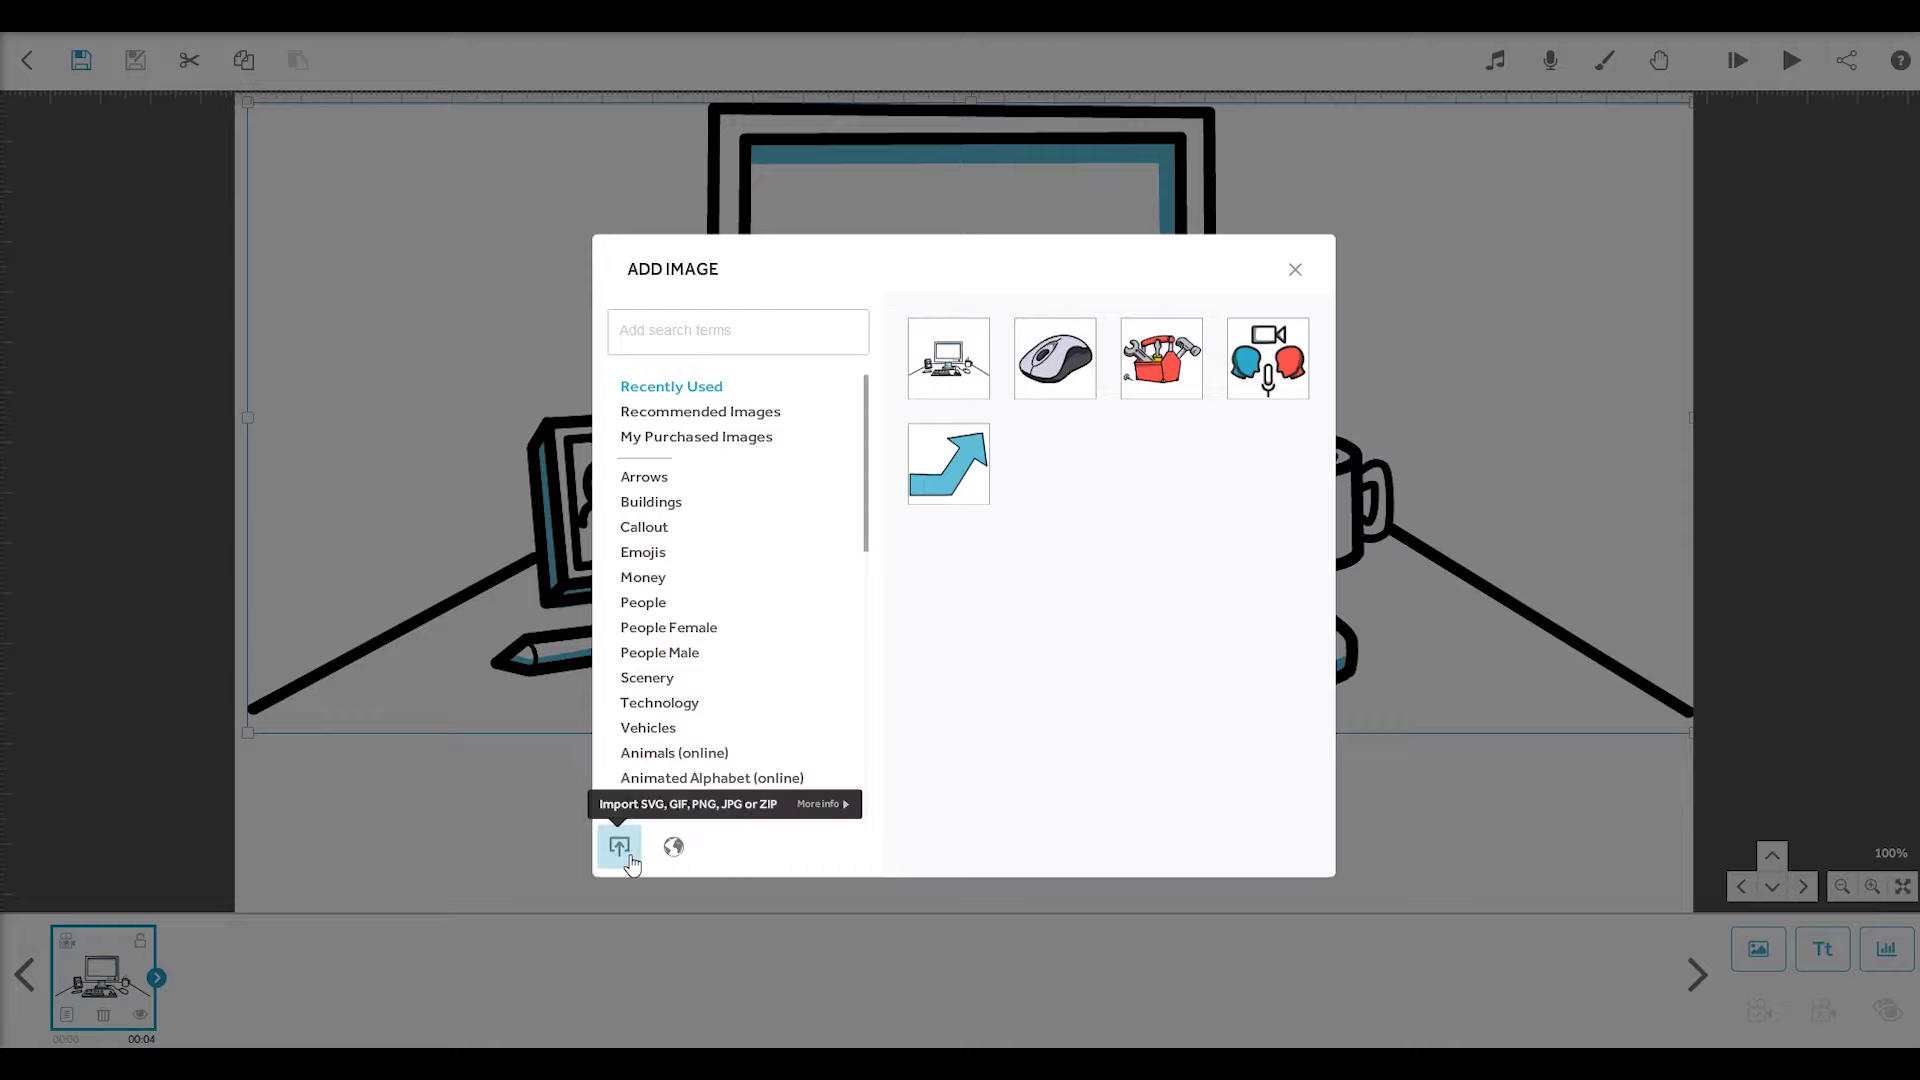 ADD IMAGE
Add search terms
Recently Used
Recommended Images
My Purchased Images
Arrows
Buildings
Callout
Emojis
Money
People
People Female
People Male
Scenery
Technology
Vehicles
Animals (online)
Animated Alphabet (online)
Import SVG, GIF, PNG, JPG or ZIP More info
100%
Tt
00:00 00:04